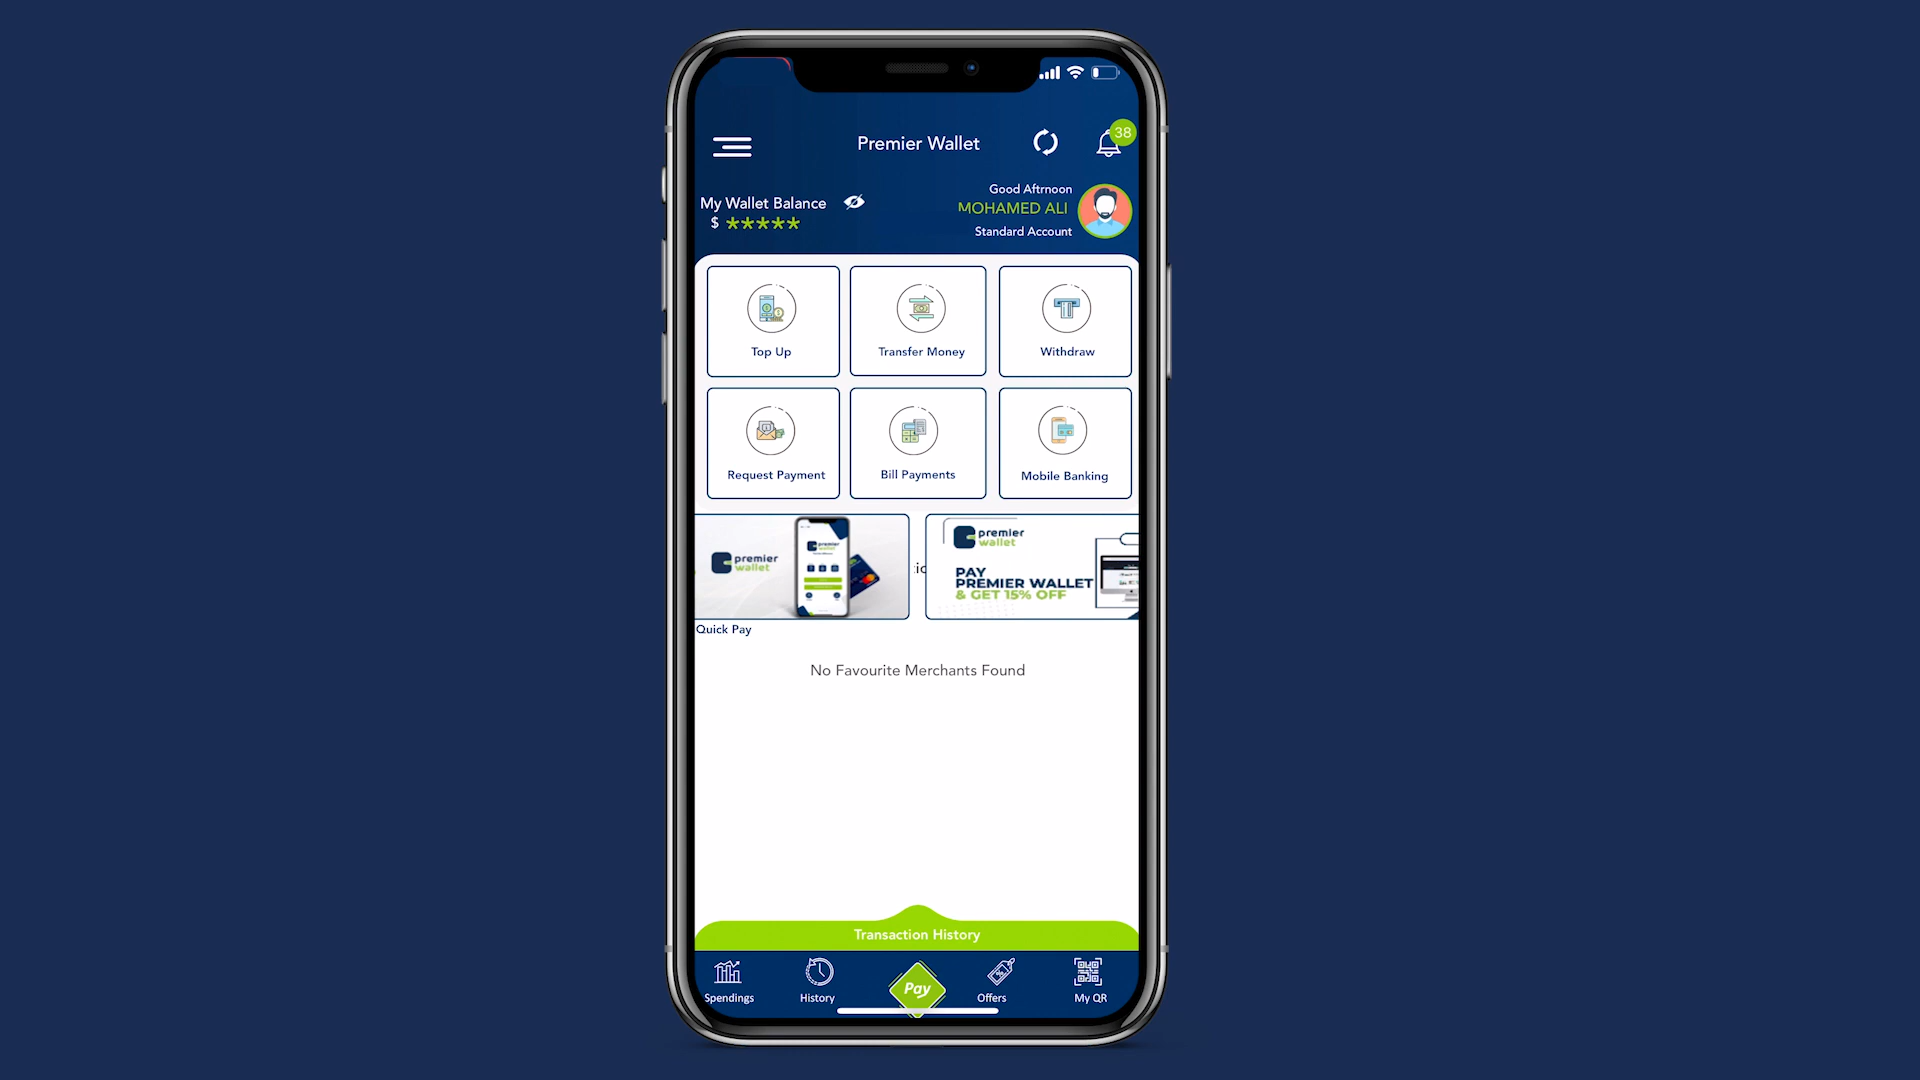 Premier Wallet
38
My Wallet Balance
$ *****
Good Aftrnoon
MOHAMED ALI
Standard Account
Top Up
Transfer Money
Withdraw
Request Payment
Bill Payments
Mobile Banking
premier
wallet
premier
wallet
PAY
PREMIER WALLET
& GET 15% OFF
Quick Pay
No Favourite Merchants Found
Transaction History
Spendings
History
Pay
Offers
My QR